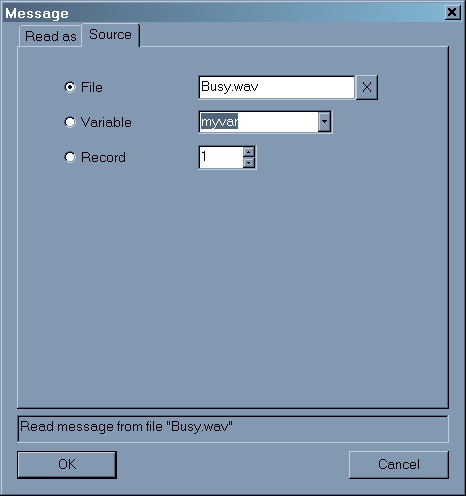 Message
Read as Source
File Busy.wav X
Variable myvar
Record 1
Read message from file "Busy.wav"
OK Cancel